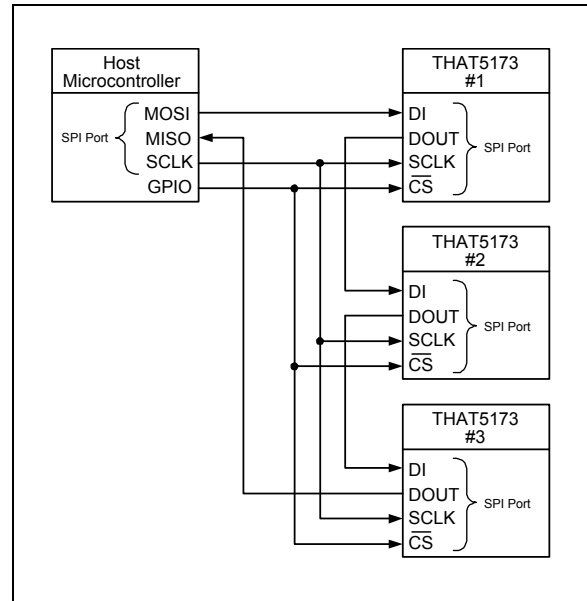 Host
Microcontroller
SPI Port
MOSI
MISO
SCLK
GPIO
THAT5173
#1
DI
DOUT
SCLK
CS
SPI Port
THAT5173
#2
DI
DOUT
SCLK
CS
SPI Port
THAT5173
#3
DI
DOUT
SCLK
CS
SPI Port